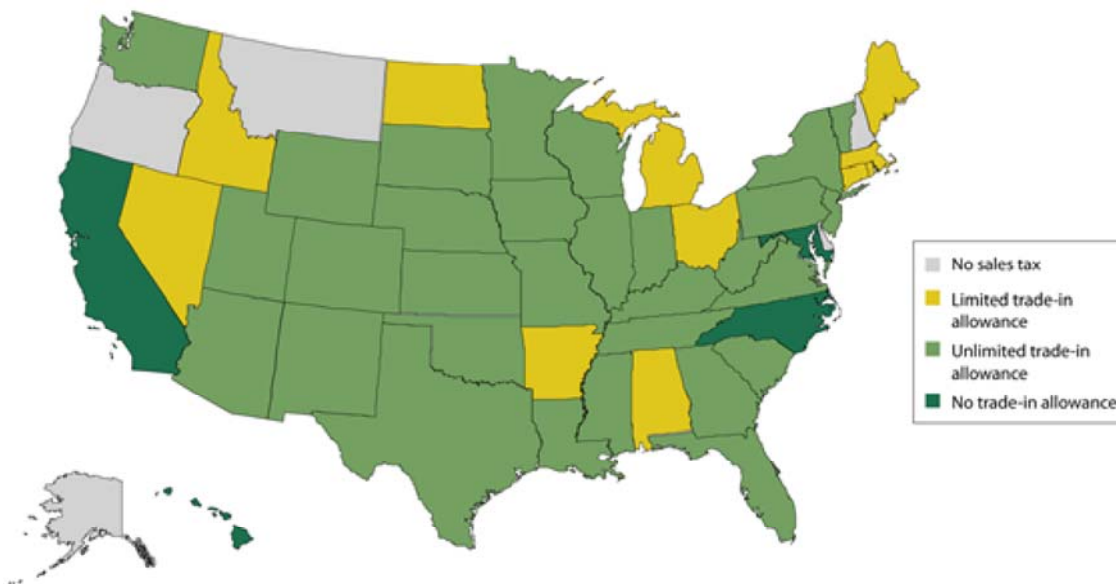 No sales tax
Limited trade-in
allowance
Unlimited trade-in
allowance
No trade-in allowance